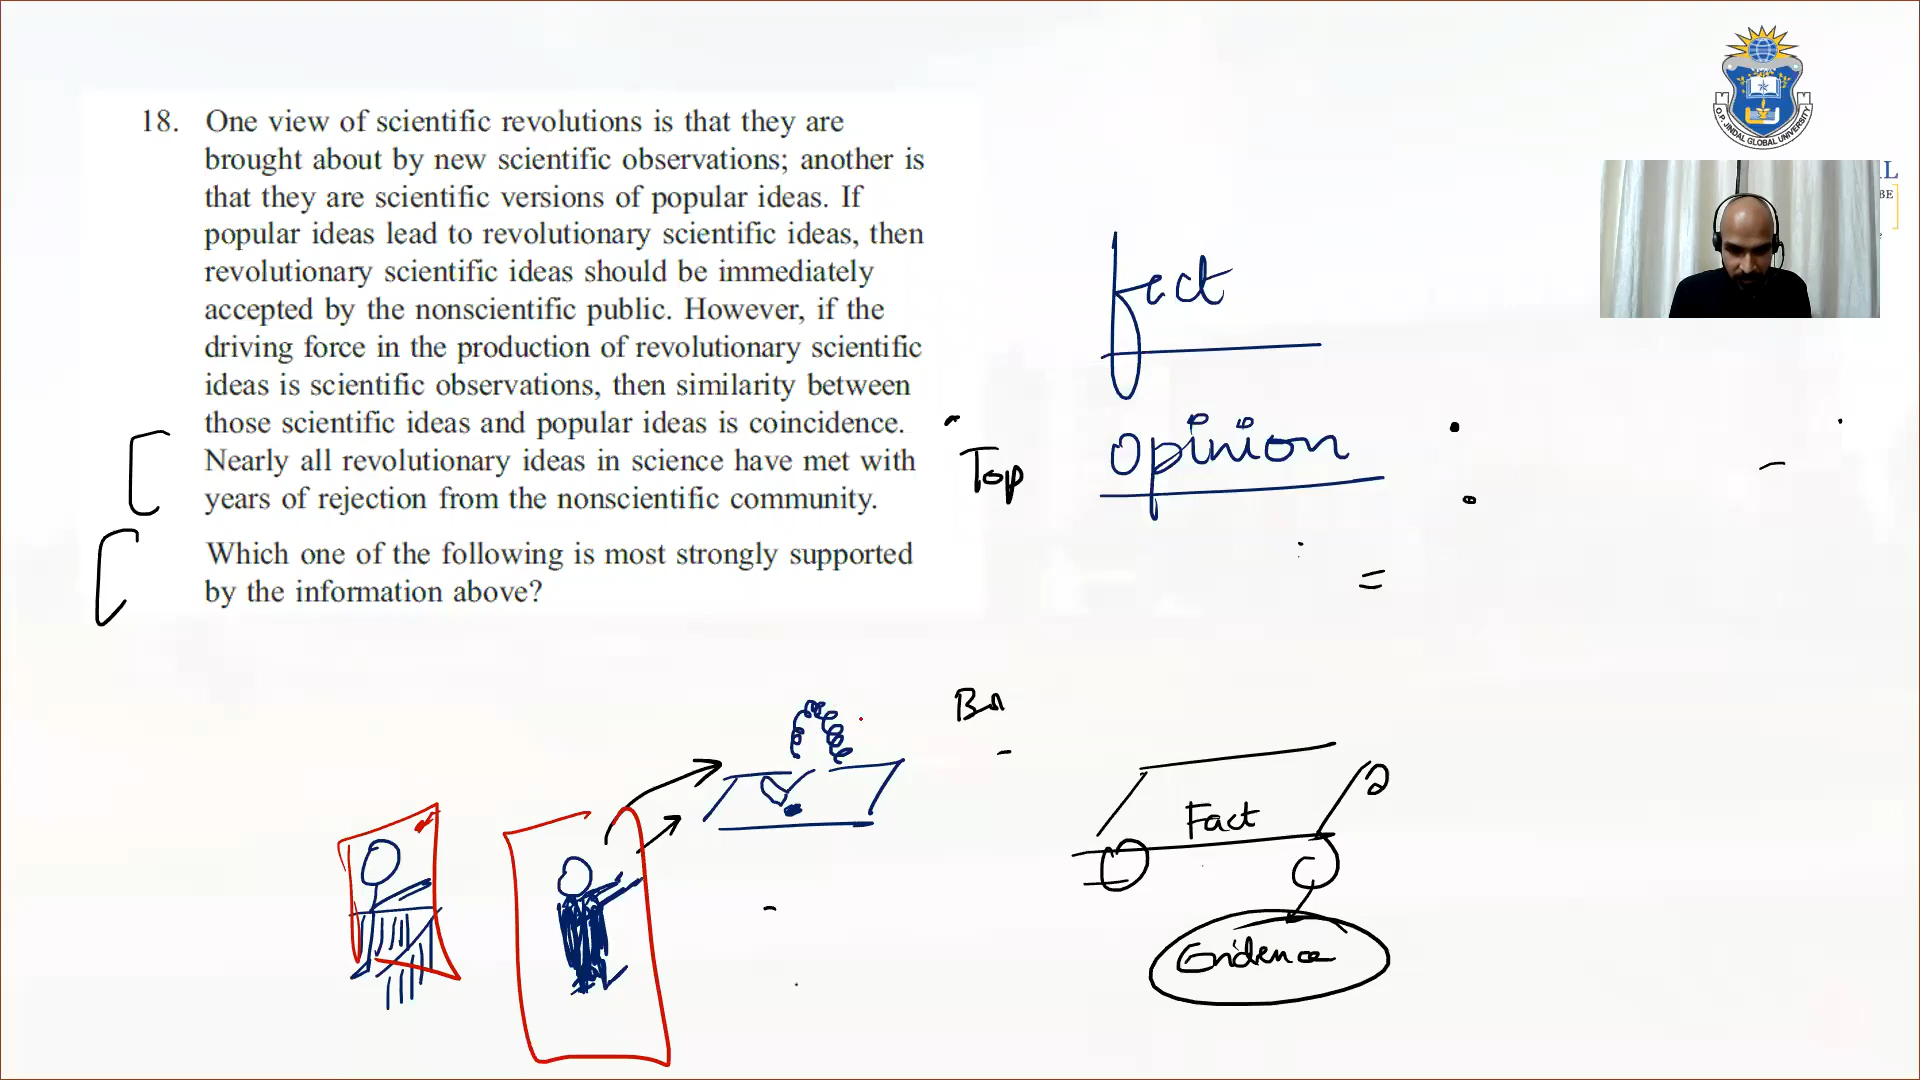 18. One view of scientific revolutions is that they are
brought about by new scientific observations; another is
that they are scientific versions of popular ideas. If
popular ideas lead to revolutionary scientific ideas, then
revolutionary scientific ideas should be immediately
accepted by the nonscientific public. However, if the
driving force in the production of revolutionary scientific
ideas is scientific observations, then similarity between
those scientific ideas and popular ideas is coincidence.
Nearly all revolutionary ideas in science have met with
years of rejection from the nonscientific community.
Which one of the following is most strongly supported
by the information above?
O.P. JINDAL GLOBAL UNIVERSITY
L
BE
fact
Top
opinion
Fact
Evidence